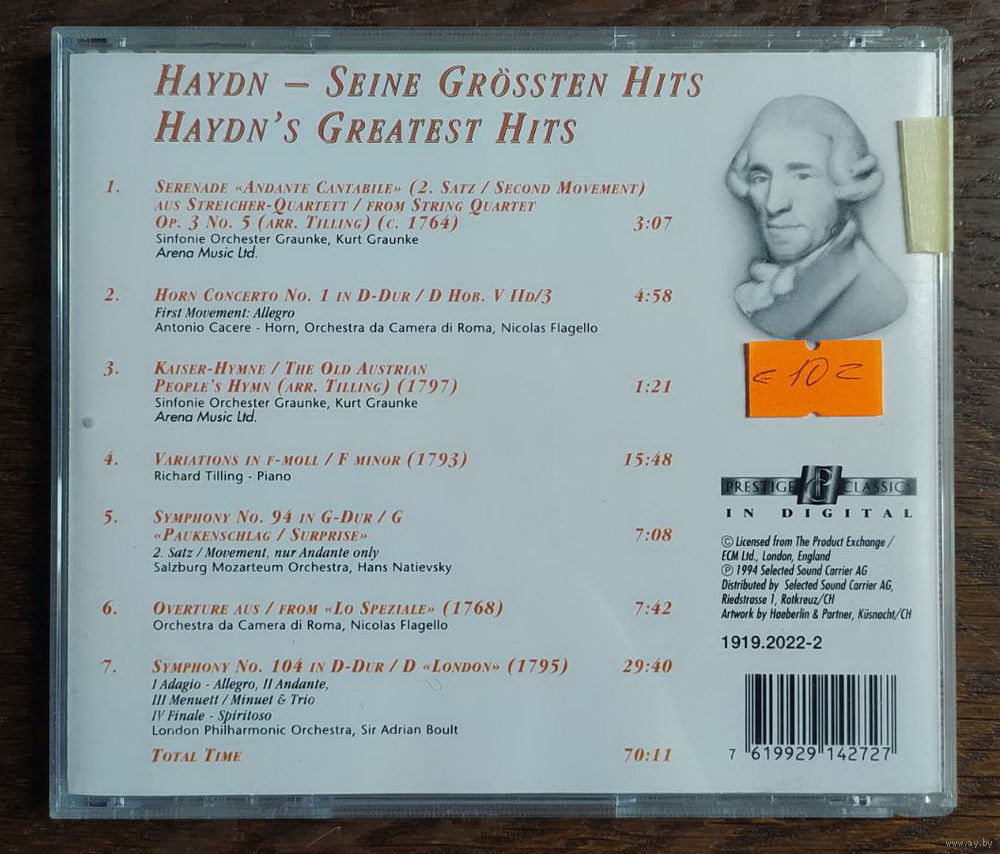 HAYDN – SEINE GRÖSSTEN HITS
HAYDN'S GREATEST HITS
1. SERENADE «ANDANTE CANTABILE» (2. SATZ / SECOND MOVEMENT)
AUS STREICHER-QUARTETT / FROM STRING QUARTET
OP. 3 NO. 5 (ARR. TILLING) (C. 1764) 3:07
Sinfonie Orchester Graunke, Kurt Graunke
Arena Music Ltd.
2. HORN CONCERTO NO. 1 IN D-DUR / D HOB. V IID/3 4:58
First Movement: Allegro
Antonio Cacere - Horn, Orchestra da Camera di Roma, Nicolas Flagello
3. KAISER-HYMNE / THE OLD AUSTRIAN
PEOPLE'S HYMN (ARR. TILLING) (1797) 1:21
Sinfonie Orchester Graunke, Kurt Graunke
Arena Music Ltd.
4. VARIATIONS IN F-MOLL / F MINOR (1793) 15:48
Richard Tilling - Piano
5. SYMPHONY NO. 94 IN G-DUR / G
«PAUKENSCHLAG / SURPRISE» 7:08
2. Satz / Movement, nur Andante only
Salzburg Mozarteum Orchestra, Hans Natievsky
6. OVERTURE AUS / FROM «LO SPEZIALE» (1768) 7:42
Orchestra da Camera di Roma, Nicolas Flagello
7. SYMPHONY NO. 104 IN D-DUR / D «LONDON» (1795) 29:40
I Adagio - Allegro, II Andante,
III Menuett / Minuet & Trio
IV Finale - Spiritoso
London Philharmonic Orchestra, Sir Adrian Boult
TOTAL TIME 70:11
PRESTIGE PC CLASSICS
IN DIGITAL
© Licensed from The Product Exchange /
ECM Ltd., London, England
℗ 1994 Selected Sound Carrier AG
Distributed by Selected Sound Carrier AG,
Riedstrasse 1, Rotkreuz/CH
Artwork by Haeberlin & Partner, Küsnacht/CH
1919.2022-2
7 619929 142727
www.ay.by